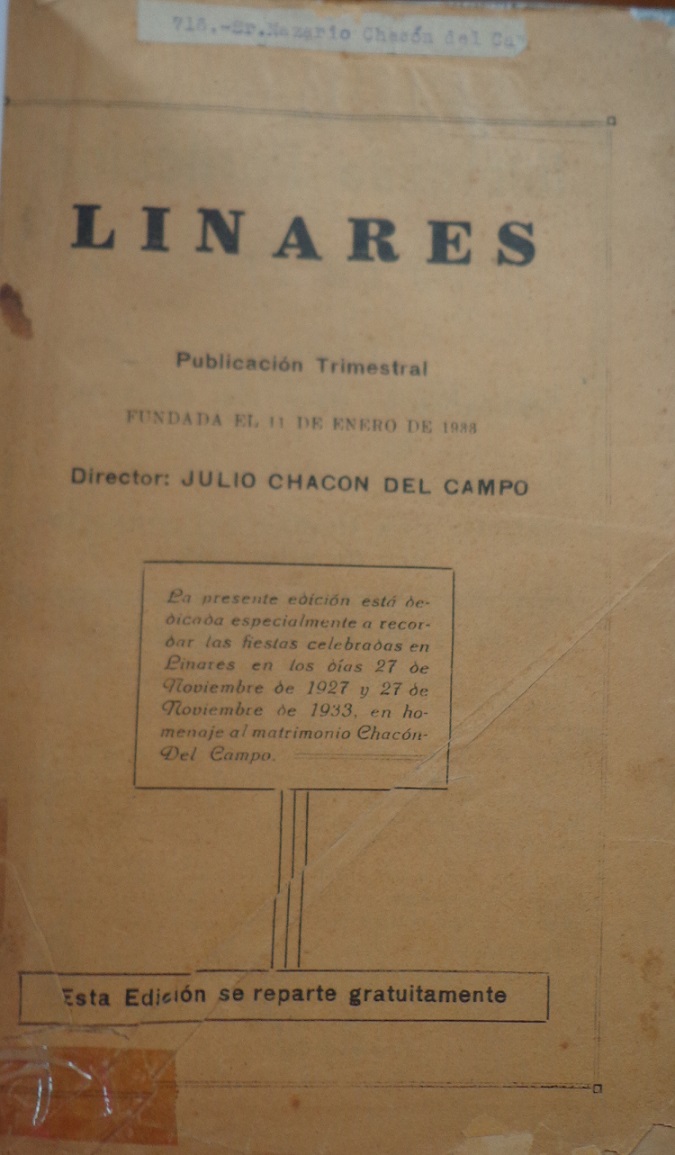 718.-Sr. Nazario Chacón del Ca
LINARES
Publicación Trimestral
FUNDADA EL 11 DE ENERO DE 1933
Director: JULIO CHACON DEL CAMPO
La presente edición está de-
dicada especialmente a recor-
dar las fiestas celebradas en
Linares en los días 27 de
Noviembre de 1927 y 27 de
Noviembre de 1933, en ho-
menaje al matrimonio Chacón-
Del Campo.
Esta Edición se reparte gratuitamente